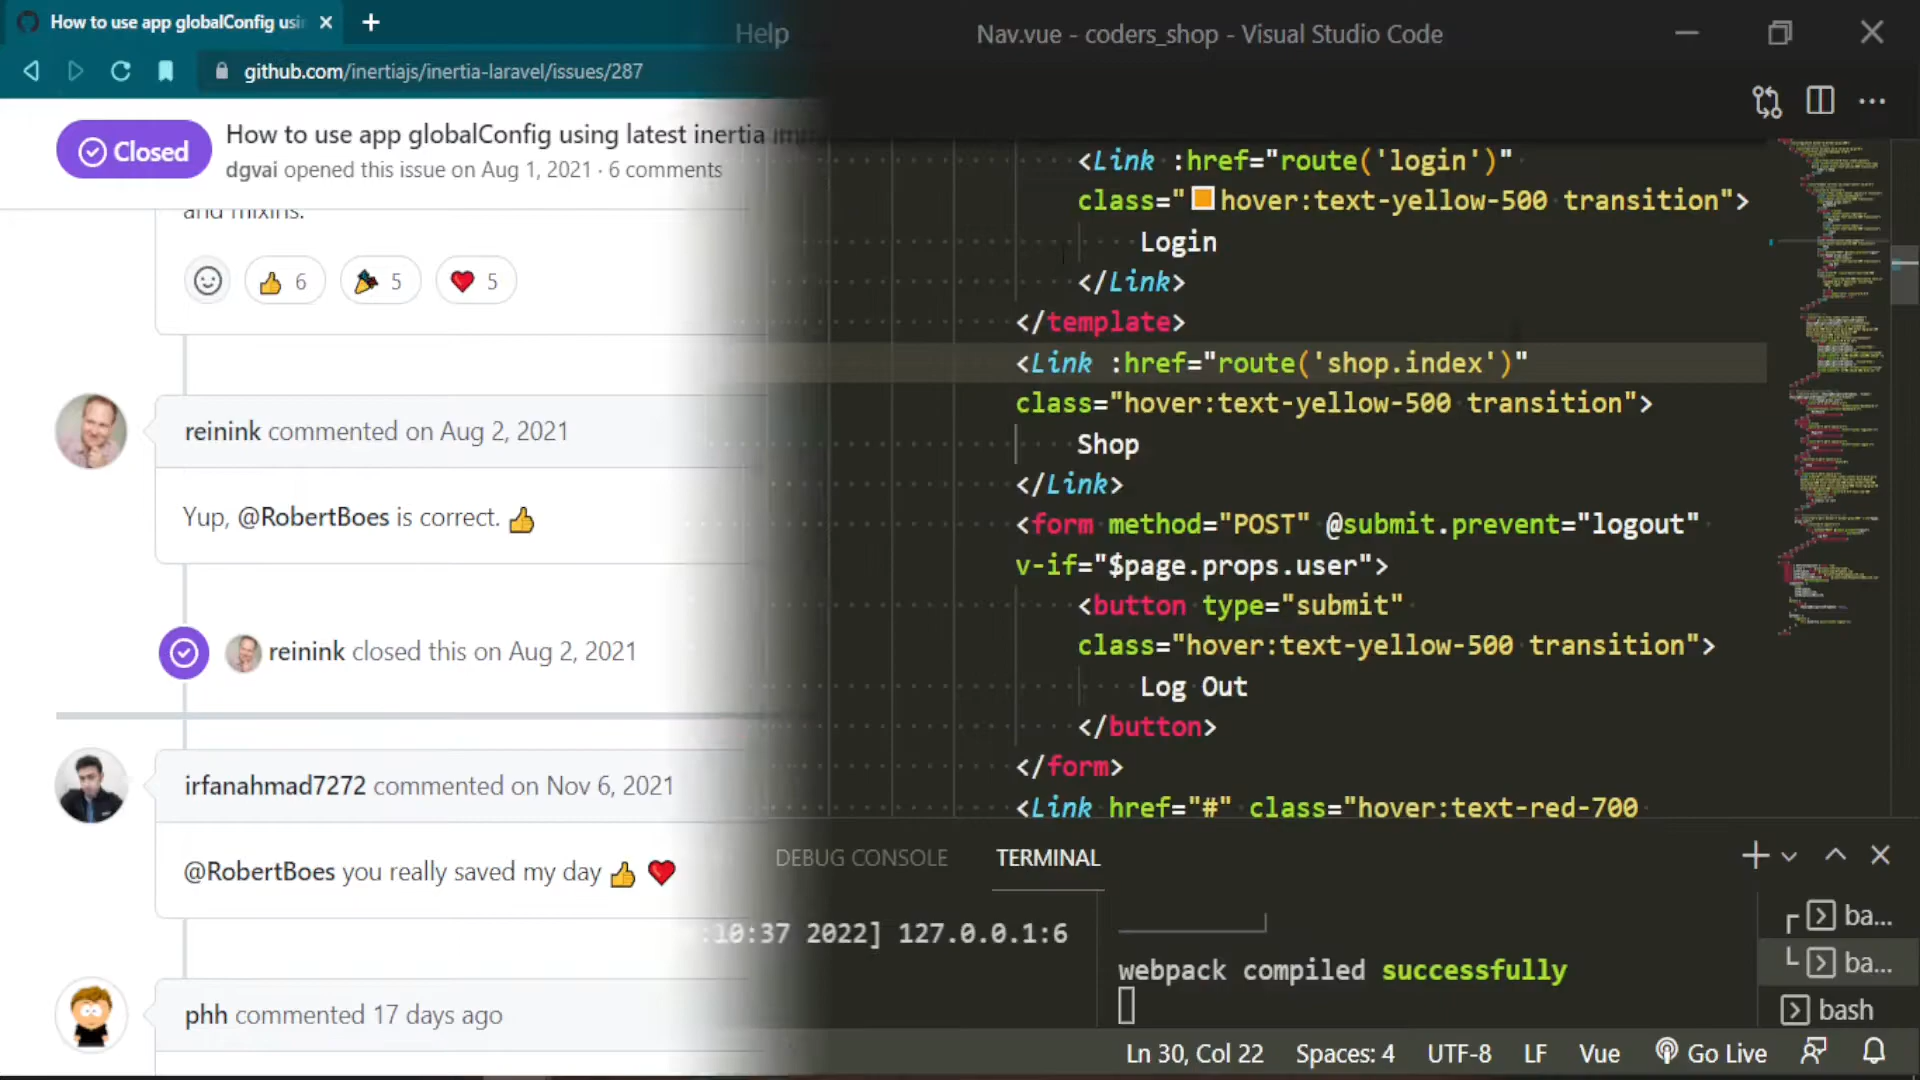 How to use app globalConfig usi
github.com/inertiajs/inertia-laravel/issues/287
Closed
How to use app globalConfig using latest inertia
dgvai opened this issue on Aug 1, 2021 · 6 comments
and mixins.
👍 6 🎉 5 ❤️ 5
reinink commented on Aug 2, 2021
Yup, @RobertBoes is correct. 👍
reinink closed this on Aug 2, 2021
irfanahmad7272 commented on Nov 6, 2021
@RobertBoes you really saved my day 👍 ❤️
phh commented 17 days ago
Help
Nav.vue - coders_shop - Visual Studio Code
<Link :href="route('login')"
class="hover:text-yellow-500 transition">
Login
</Link>
</template>
<Link :href="route('shop.index')"
class="hover:text-yellow-500 transition">
Shop
</Link>
<form method="POST" @submit.prevent="logout"
v-if="$page.props.user">
<button type="submit"
class="hover:text-yellow-500 transition">
Log Out
</button>
</form>
<Link href="#" class="hover:text-red-700
DEBUG CONSOLE
TERMINAL
:10:37 2022] 127.0.0.1:6
webpack compiled successfully
ba...
ba...
bash
Ln 30, Col 22
Spaces: 4
UTF-8
LF
Vue
Go Live